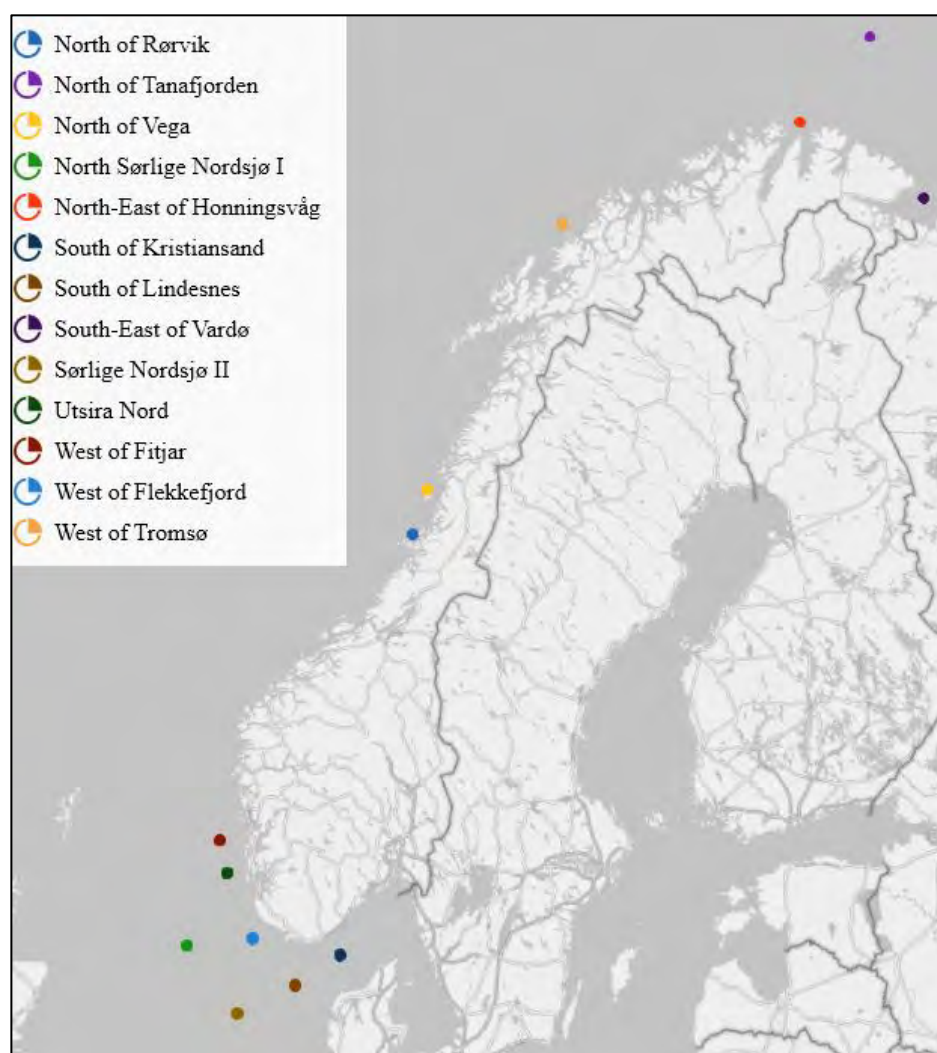 North of Rørvik
North of Tanafjorden
North of Vega
North Sørlige Nordsjø I
North-East of Honningsvåg
South of Kristiansand
South of Lindesnes
South-East of Vardø
Sørlige Nordsjø II
Utsira Nord
West of Fitjar
West of Flekkefjord
West of Tromsø